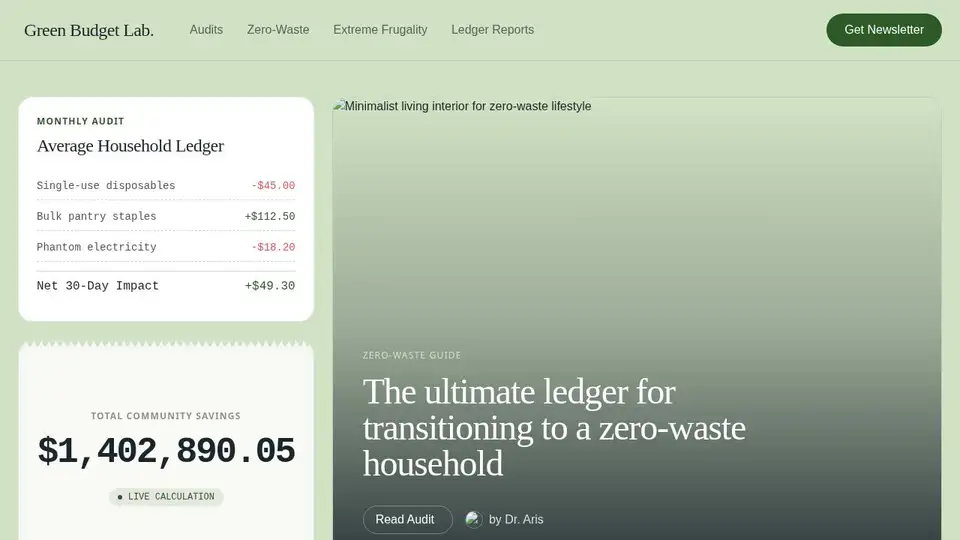 Green Budget Lab.
Audits
Zero-Waste
Extreme Frugality
Ledger Reports
Get Newsletter
MONTHLY AUDIT
Average Household Ledger
Single-use disposables -$45.00
Bulk pantry staples +$112.50
Phantom electricity -$18.20
Net 30-Day Impact +$49.30
TOTAL COMMUNITY SAVINGS
$1,402,890.05
LIVE CALCULATION
Minimalist living interior for zero-waste lifestyle
ZERO-WASTE GUIDE
The ultimate ledger for
transitioning to a zero-waste
household
Read Audit
by Dr. Aris